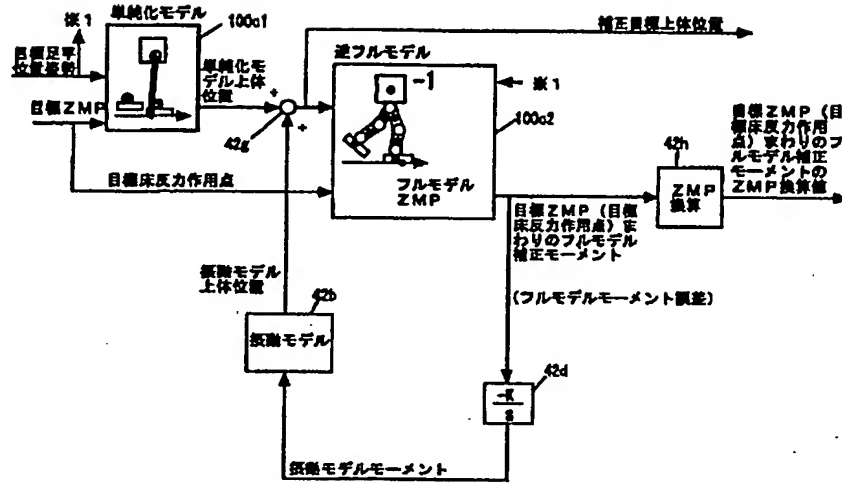 ※1
単純化モデル
100a1
目標足平
位置姿勢
目標ZMP
単純化モ
デル上体
位置
+
+
42g
補正目標上体位置
逆フルモデル
-1
※1
100a2
フルモデル
ZMP
目標床反力作用点
42h
ZMP
換算
目標ZMP（目
標床反力作用
点）まわりのフ
ルモデル補正
モーメントの
ZMP換算値
目標ZMP（目標
床反力作用点）ま
わりのフルモデル
補正モーメント
(フルモデルモーメント誤差)
摂動モデル
上体位置
42b
摂動モデル
42d
-K
s
摂動モデルモーメント